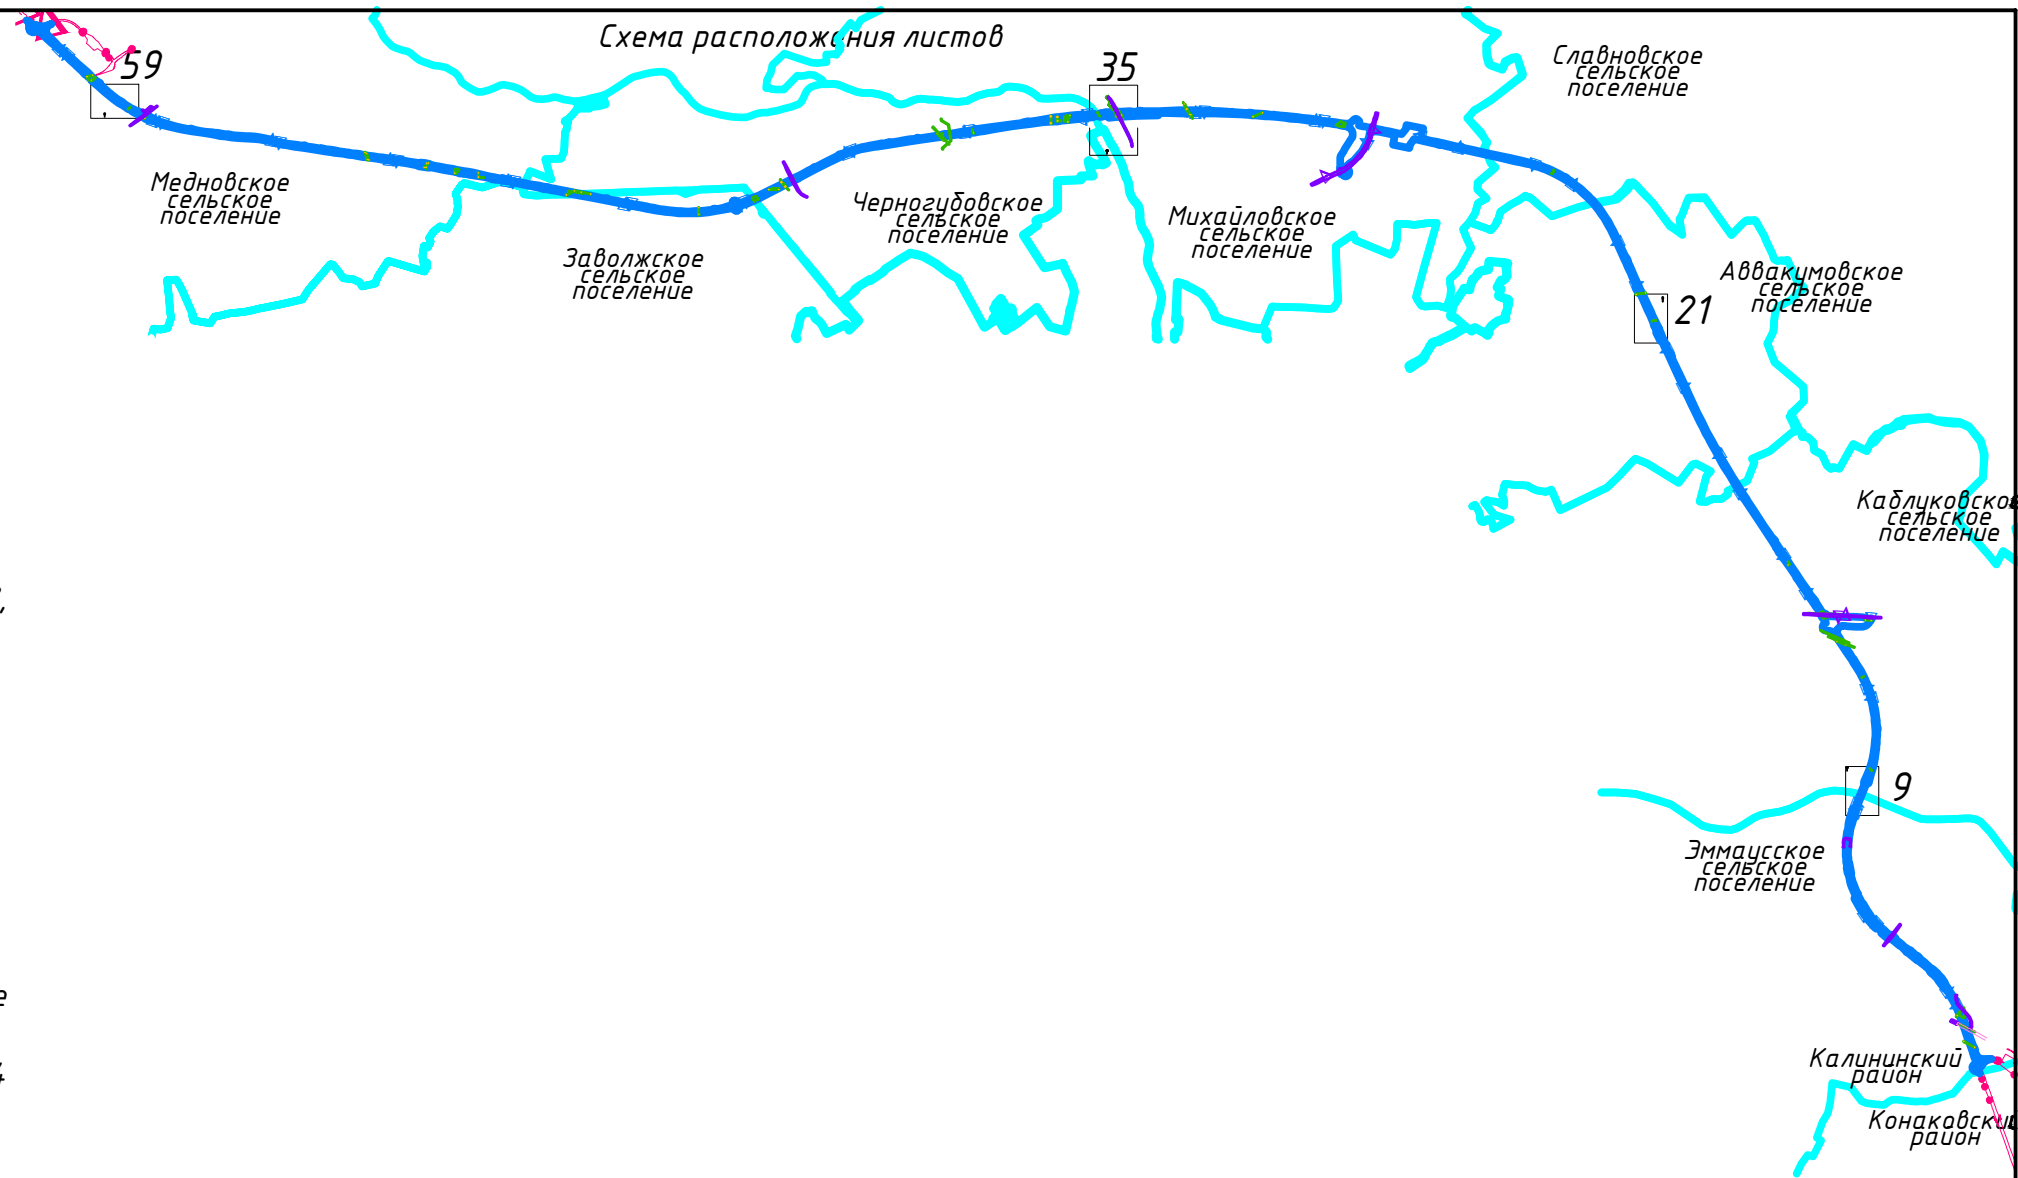 Схема расположения листов
59
35
Славновское
сельское
поселение
Медновское
сельское
поселение
Черногубовское
сельское
поселение
Михайловское
сельское
поселение
Заволжское
сельское
поселение
Аввакумовское
сельское
поселение
21
Каблуковское
сельское
поселение
9
Эммаусское
сельское
поселение
е
4
Калининский
район
Конаковский
район